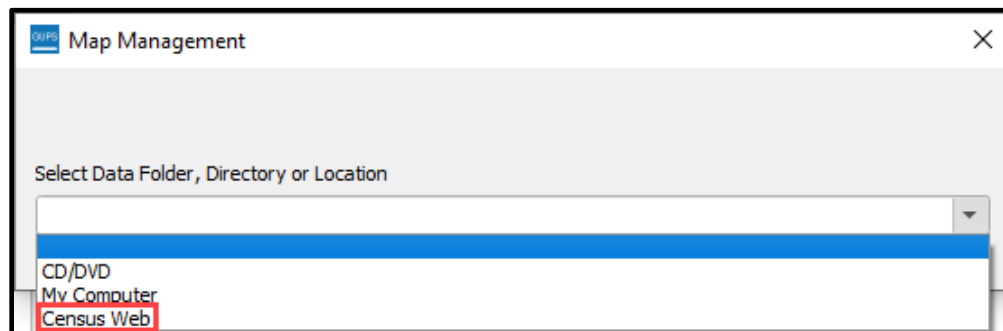 GUPS Map Management
Select Data Folder, Directory or Location
CD/DVD
My Computer
Census Web